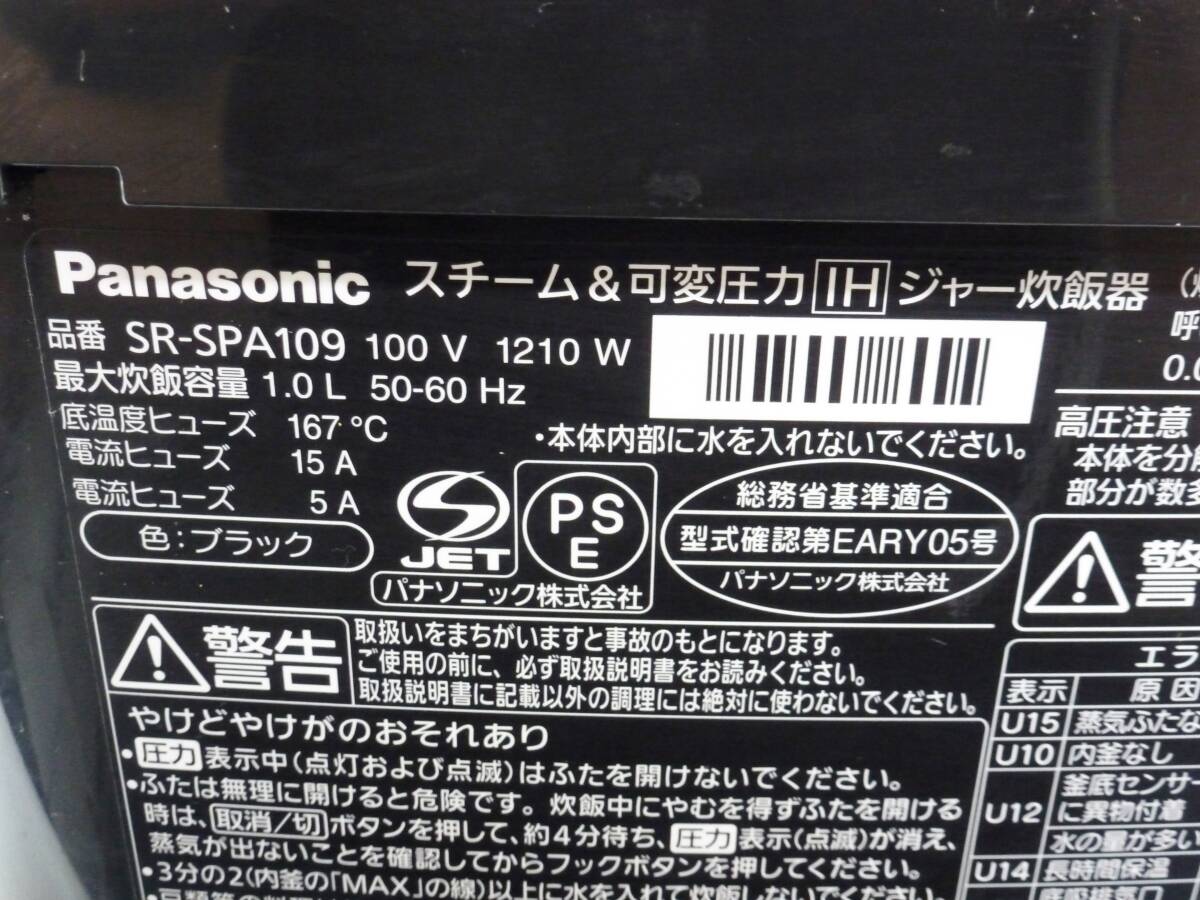 Panasonic スチーム&可変圧力 IH ジャー炊飯器
品番 SR-SPA109 100 V 1210 W
最大炊飯容量 1.0 L 50-60 Hz
底温度ヒューズ 167 ℃
電流ヒューズ 15 A
電流ヒューズ 5 A
色:ブラック
JET
PS
E
パナソニック株式会社
・本体内部に水を入れないでください。
総務省基準適合
型式確認第EARY05号
パナソニック株式会社
呼
0.
高圧注意
本体を分解
部分が数多
警告
取扱いをまちがいますと事故のもとになります。
ご使用の前に、必ず取扱説明書をお読みください。
取扱説明書に記載以外の調理には絶対に使わないでください。
やけどやけがのおそれあり
・圧力表示中(点灯および点滅)はふたを開けないでください。
・ふたは無理に開けると危険です。炊飯中にやむを得ずふたを開ける
時は、取消/切ボタンを押して、約4分待ち、圧力表示(点滅)が消え、
蒸気が出ないことを確認してからフックボタンを押してください。
・3分の2(内釜の「MAX」の線)以上に水を入れて炊飯しないでください。
警
エラ
表示 原因
U15 蒸気ふたな
U10 内釜なし
U12 釜底センサー
に異物付着
水の量が多い
U14 長時間保温